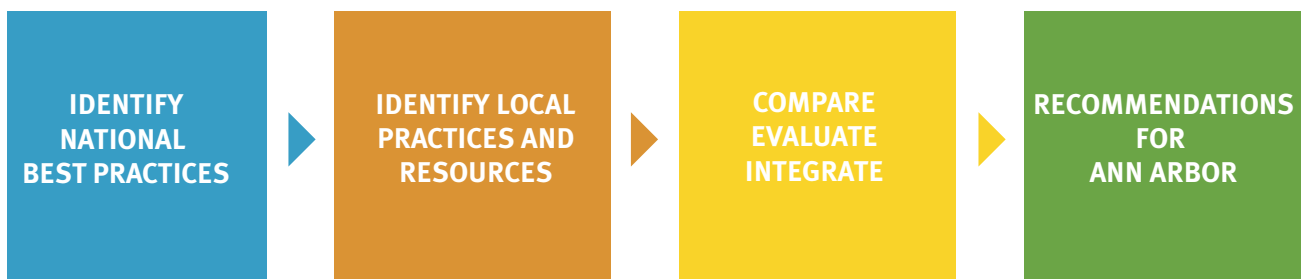 IDENTIFY
NATIONAL
BEST PRACTICES
IDENTIFY LOCAL
PRACTICES AND
RESOURCES
COMPARE
EVALUATE
INTEGRATE
RECOMMENDATIONS
FOR
ANN ARBOR